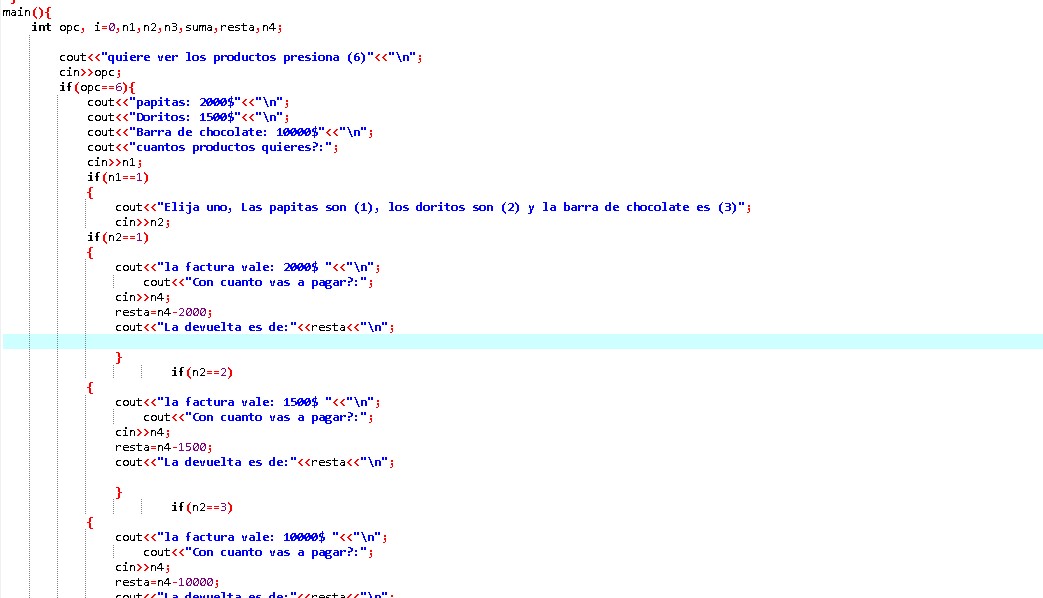 main(){
int opc, i=0,n1,n2,n3,suma,resta,n4;
cout<<"quiere ver los productos presiona (6)"<<"\n";
cin>>opc;
if(opc==6){
cout<<"papitas: 2000$"<<"\n";
cout<<"Doritos: 1500$"<<"\n";
cout<<"Barra de chocolate: 10000$"<<"\n";
cout<<"cuantos productos quieres?:";
cin>>n1;
if(n1==1)
{
cout<<"Elija uno, Las papitas son (1), los doritos son (2) y la barra de chocolate es (3)";
cin>>n2;
if(n2==1)
{
cout<<"la factura vale: 2000$ "<<"\n";
cout<<"Con cuanto vas a pagar?:";
cin>>n4;
resta=n4-2000;
cout<<"La devuelta es de:"<<resta<<"\n";
}
if(n2==2)
{
cout<<"la factura vale: 1500$ "<<"\n";
cout<<"Con cuanto vas a pagar?:";
cin>>n4;
resta=n4-1500;
cout<<"La devuelta es de:"<<resta<<"\n";
}
if(n2==3)
{
cout<<"la factura vale: 10000$ "<<"\n";
cout<<"Con cuanto vas a pagar?:";
cin>>n4;
resta=n4-10000;
cout<<"La devuelta es de:"<<resta<<"\n";